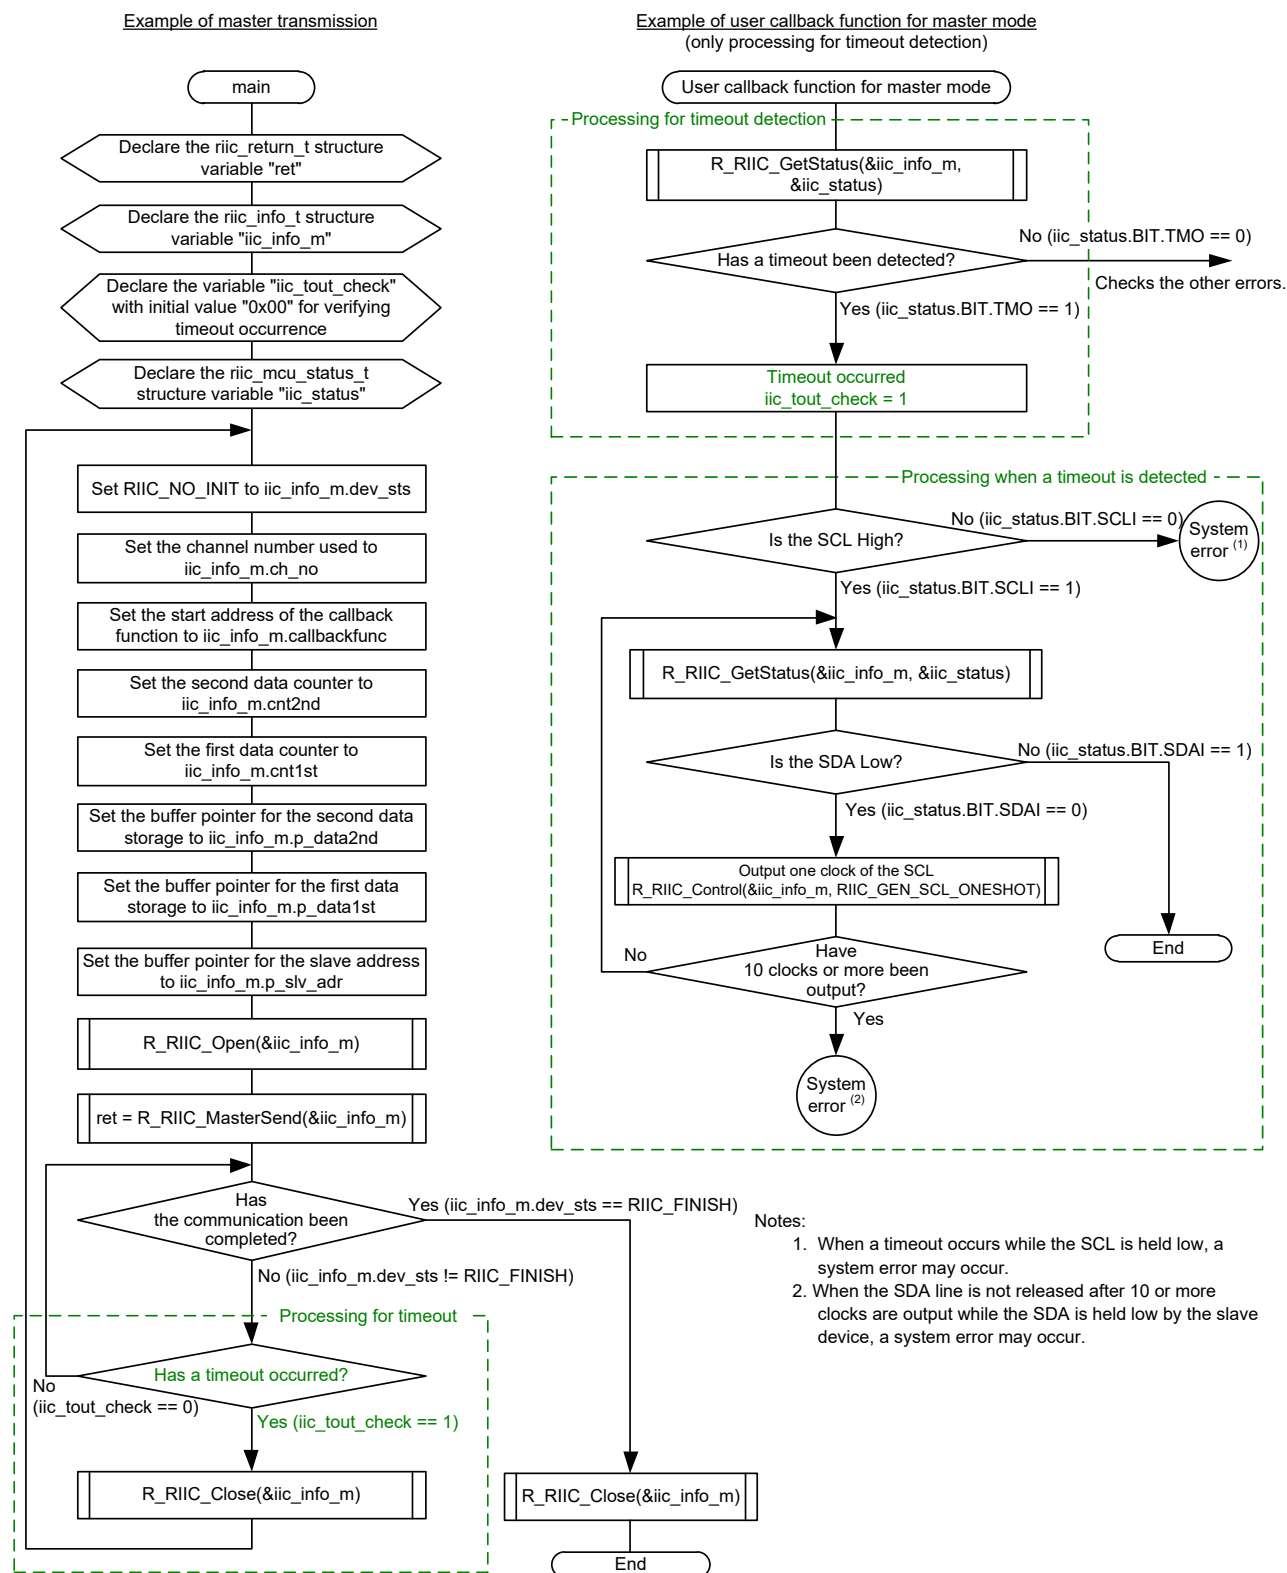 Example of master transmission
main
Declare the riic_return_t structure
variable "ret"
Declare the riic_info_t structure
variable "iic_info_m"
Declare the variable "iic_tout_check"
with initial value "0x00" for verifying
timeout occurrence
Declare the riic_mcu_status_t
structure variable "iic_status"
Set RIIC_NO_INIT to iic_info_m.dev_sts
Set the channel number used to
iic_info_m.ch_no
Set the start address of the callback
function to iic_info_m.callbackfunc
Set the second data counter to
iic_info_m.cnt2nd
Set the first data counter to
iic_info_m.cnt1st
Set the buffer pointer for the second data
storage to iic_info_m.p_data2nd
Set the buffer pointer for the first data
storage to iic_info_m.p_data1st
Set the buffer pointer for the slave address
to iic_info_m.p_slv_adr
R_RIIC_Open(&iic_info_m)
ret = R_RIIC_MasterSend(&iic_info_m)
Has
the communication been
completed?
Yes (iic_info_m.dev_sts == RIIC_FINISH)
No (iic_info_m.dev_sts != RIIC_FINISH)
Processing for timeout
Has a timeout occurred?
No
(iic_tout_check == 0)
Yes (iic_tout_check == 1)
R_RIIC_Close(&iic_info_m)
R_RIIC_Close(&iic_info_m)
End
Example of user callback function for master mode
(only processing for timeout detection)
User callback function for master mode
Processing for timeout detection
R_RIIC_GetStatus(&iic_info_m,
&iic_status)
No (iic_status.BIT.TMO == 0)
Has a timeout been detected?
Checks the other errors.
Yes (iic_status.BIT.TMO == 1)
Timeout occurred
iic_tout_check = 1
Processing when a timeout is detected
No (iic_status.BIT.SCLI == 0)
Is the SCL High?
System
error (1)
Yes (iic_status.BIT.SCLI == 1)
R_RIIC_GetStatus(&iic_info_m, &iic_status)
No (iic_status.BIT.SDAI == 1)
Is the SDA Low?
Yes (iic_status.BIT.SDAI == 0)
Output one clock of the SCL
R_RIIC_Control(&iic_info_m, RIIC_GEN_SCL_ONESHOT)
No
Have
10 clocks or more been
output?
End
Yes
System
error (2)
Notes:
1. When a timeout occurs while the SCL is held low, a
system error may occur.
2. When the SDA line is not released after 10 or more
clocks are output while the SDA is held low by the slave
device, a system error may occur.